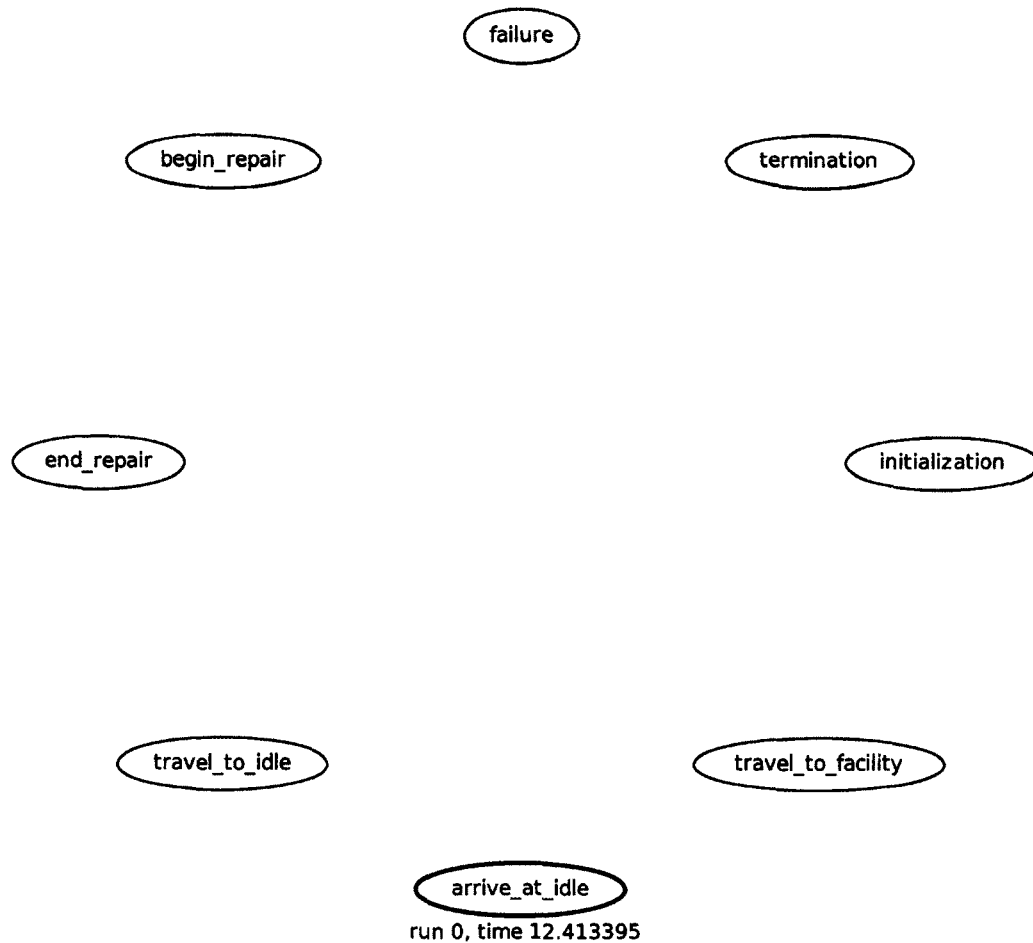 failure
begin_repair
termination
end_repair
initialization
travel_to_idle
travel_to_facility
arrive_at_idle
run 0, time 12.413395